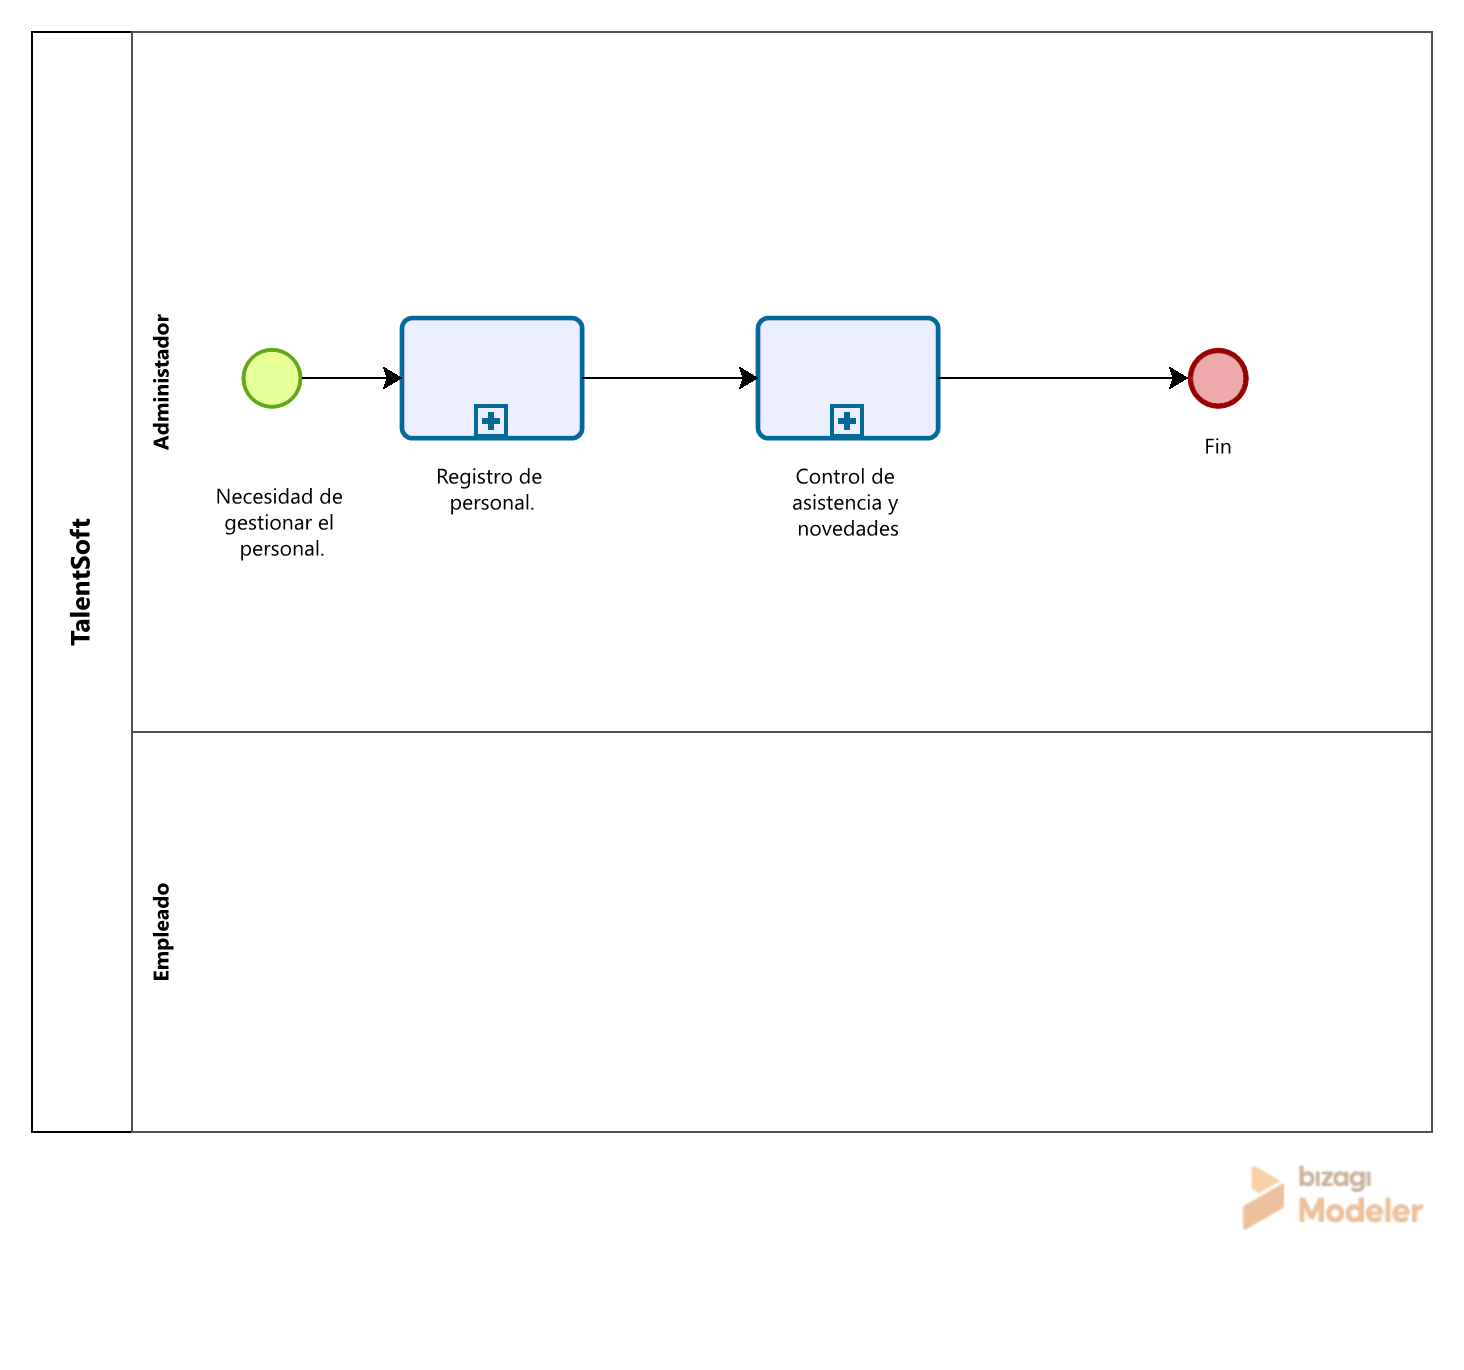 TalentSoft
Administador
Necesidad de
gestionar el
personal.
Registro de
personal.
Control de
asistencia y
novedades
Fin
Empleado
bizagi
Modeler